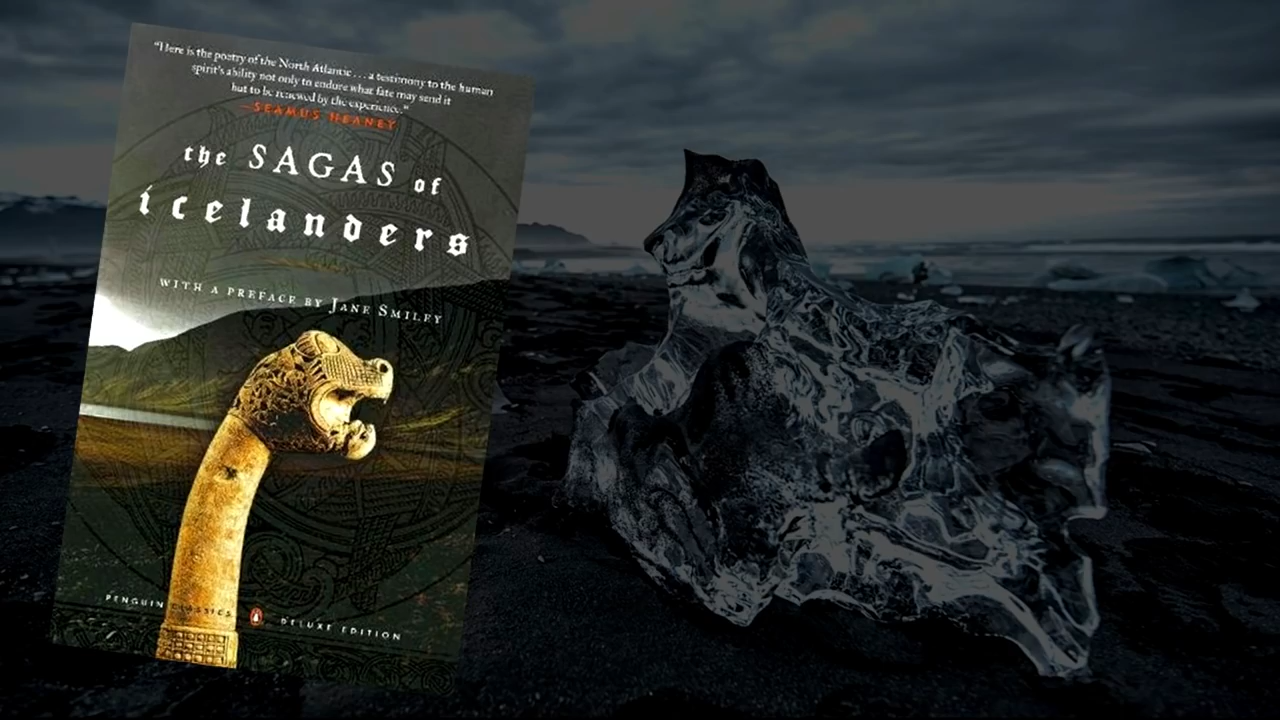 "Here is the poetry of the North Atlantic . . . a testimony to the human
spirit's ability not only to endure what fate may send it
but to be renewed by the experience."
—SEAMUS HEANEY
the SAGAS of
icelanders
WITH A PREFACE BY JANE SMILEY
PENGUIN CLASSICS DELUXE EDITION